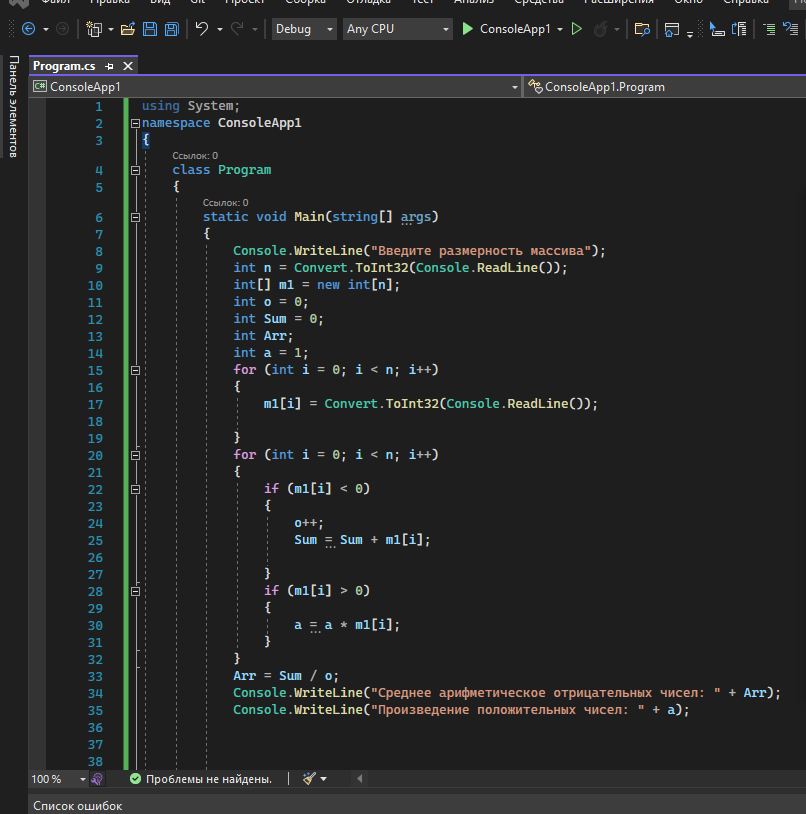 Файл Правка Вид Git Проект Сборка Отладка Тест Анализ Средства Расширения Окно Справка
Debug Any CPU ConsoleApp1
Панель элементов
Program.cs
C# ConsoleApp1 ConsoleApp1.Program
1 using System;
2 namespace ConsoleApp1
3 {
Ссылок: 0
4 class Program
5 {
Ссылок: 0
6 static void Main(string[] args)
7 {
8 Console.WriteLine("Введите размерность массива");
9 int n = Convert.ToInt32(Console.ReadLine());
10 int[] m1 = new int[n];
11 int o = 0;
12 int Sum = 0;
13 int Arr;
14 int a = 1;
15 for (int i = 0; i < n; i++)
16 {
17 m1[i] = Convert.ToInt32(Console.ReadLine());
18
19 }
20 for (int i = 0; i < n; i++)
21 {
22 if (m1[i] < 0)
23 {
24 o++;
25 Sum = Sum + m1[i];
26
27 }
28 if (m1[i] > 0)
29 {
30 a = a * m1[i];
31 }
32 }
33 Arr = Sum / o;
34 Console.WriteLine("Среднее арифметическое отрицательных чисел: " + Arr);
35 Console.WriteLine("Произведение положительных чисел: " + a);
36
37
38
100 % Проблемы не найдены.
Список ошибок